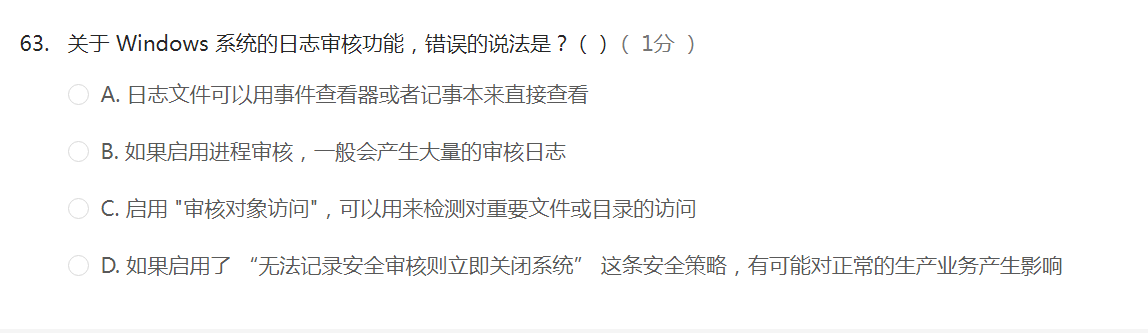 63. 关于 Windows 系统的日志审核功能，错误的说法是？( ) ( 1分 )
A. 日志文件可以用事件查看器或者记事本来直接查看
B. 如果启用进程审核，一般会产生大量的审核日志
C. 启用 "审核对象访问"，可以用来检测对重要文件或目录的访问
D. 如果启用了 “无法记录安全审核则立即关闭系统” 这条安全策略，有可能对正常的生产业务产生影响